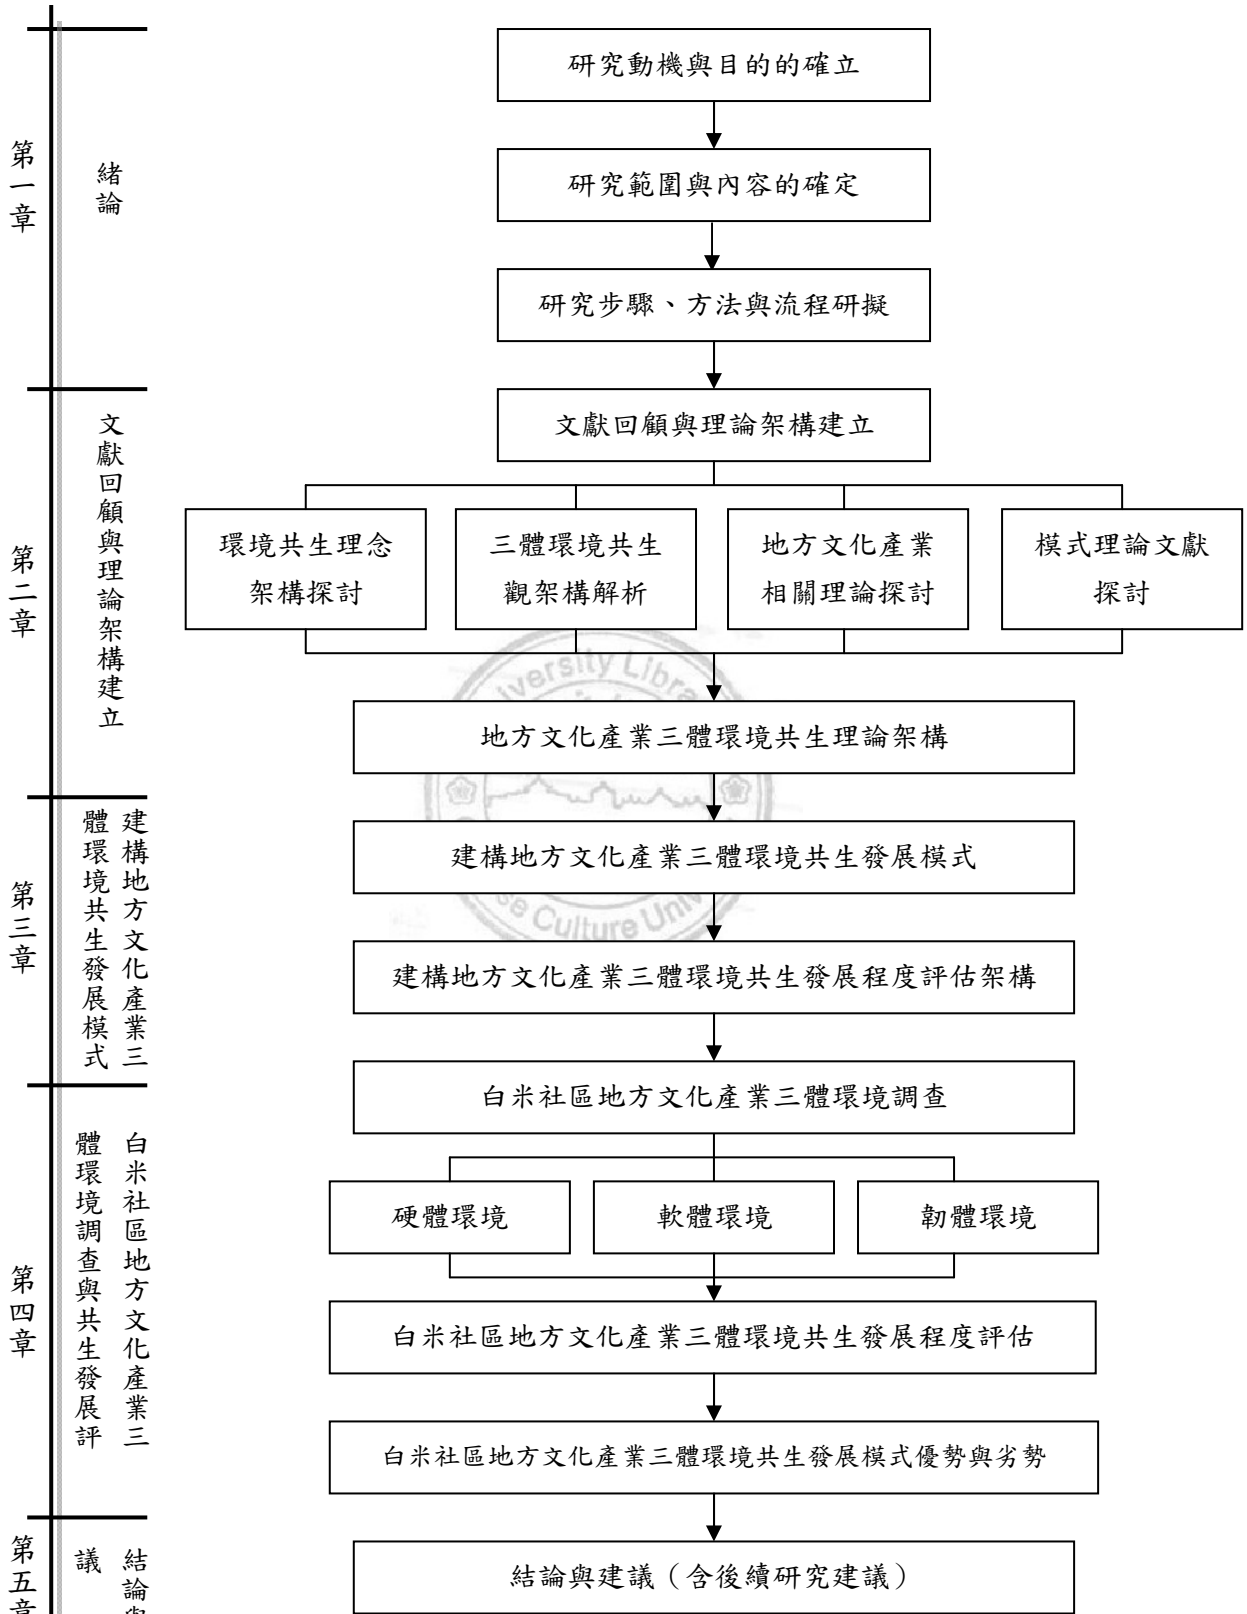 第一章
緒論
研究動機與目的的確立
研究範圍與內容的確定
研究步驟、方法與流程研擬
第二章
文獻回顧與理論架構建立
文獻回顧與理論架構建立
環境共生理念
架構探討
三體環境共生
觀架構解析
地方文化產業
相關理論探討
模式理論文獻
探討
地方文化產業三體環境共生理論架構
第三章
建構地方文化產業三
體環境共生發展模式
建構地方文化產業三體環境共生發展模式
建構地方文化產業三體環境共生發展程度評估架構
第四章
白米社區地方文化產業三
體環境調查與共生發展評
白米社區地方文化產業三體環境調查
硬體環境
軟體環境
韌體環境
白米社區地方文化產業三體環境共生發展程度評估
白米社區地方文化產業三體環境共生發展模式優勢與劣勢
第五章
結論與
議
結論與建議（含後續研究建議）
Culture